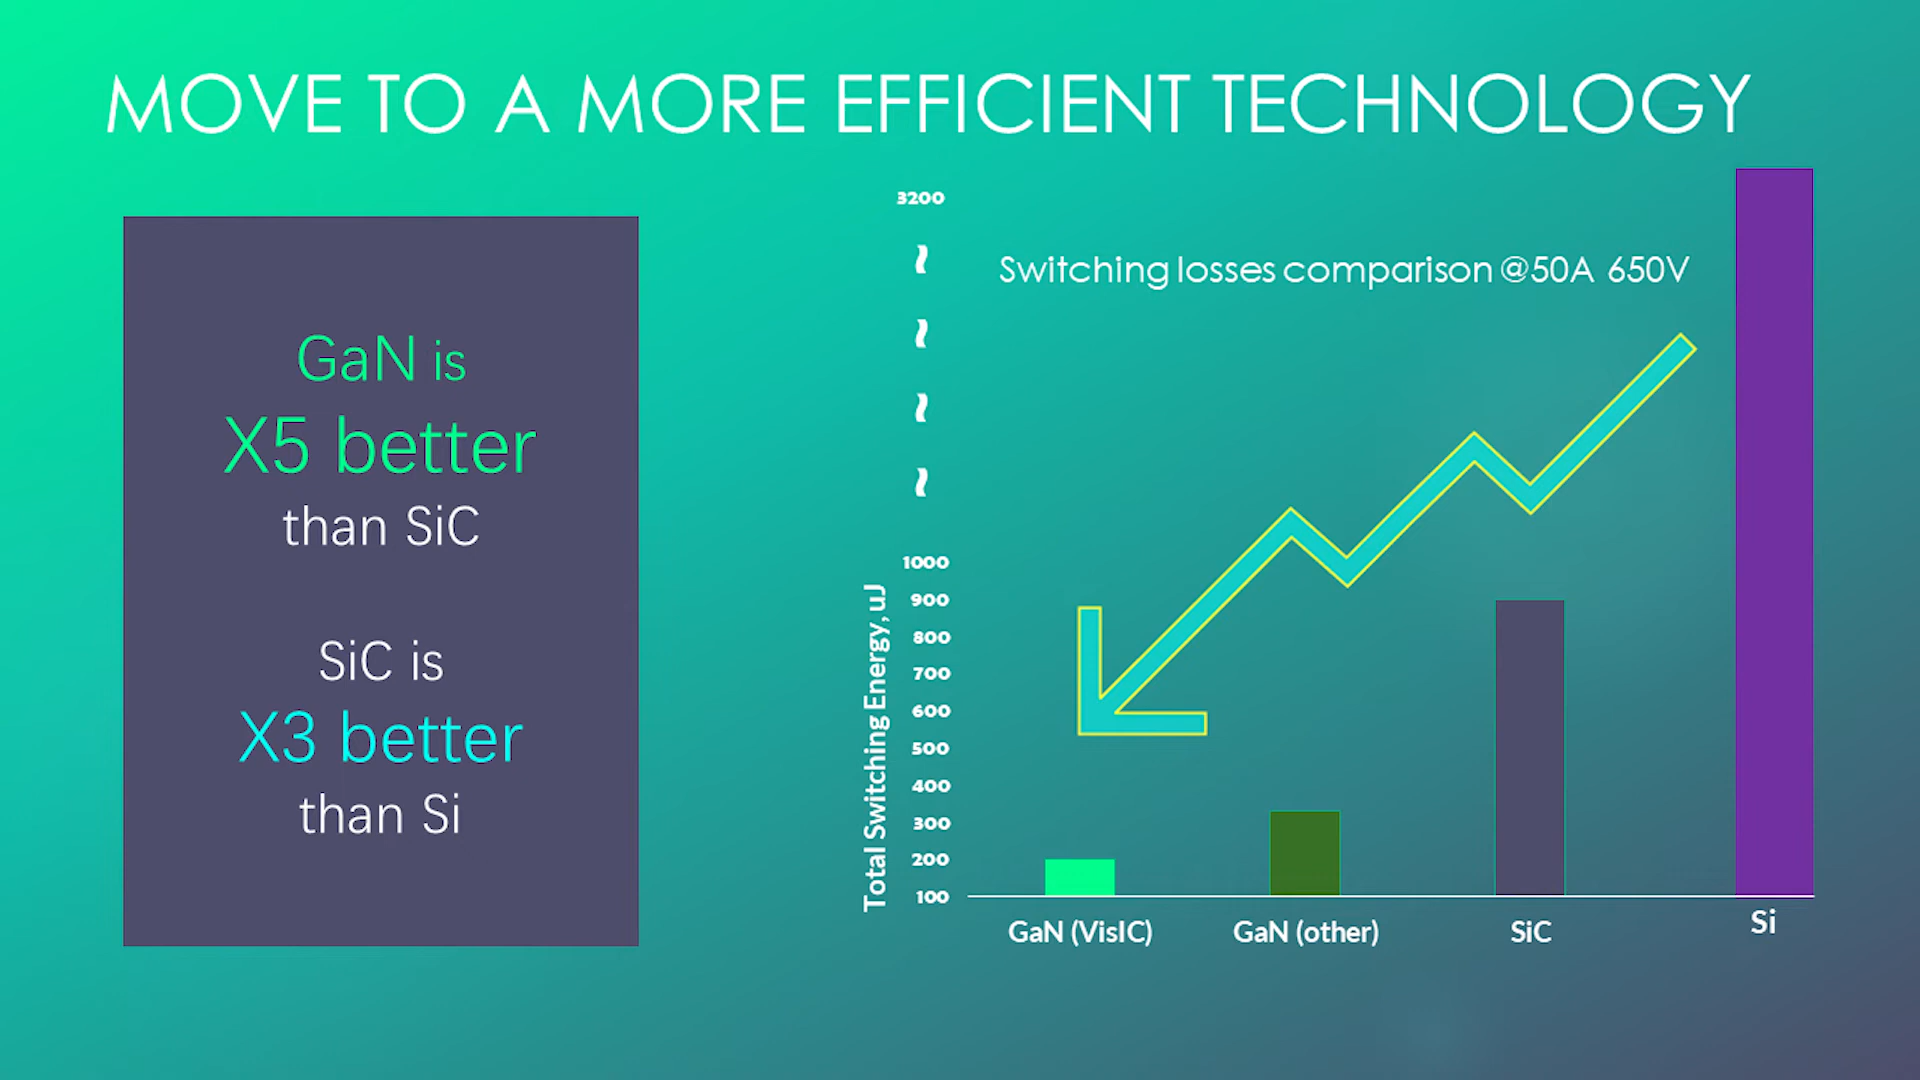 MOVE TO A MORE EFFICIENT TECHNOLOGY
GaN is
X5 better
than SiC
SiC is
X3 better
than Si
Switching losses comparison @50A 650V
Total Switching Energy, uJ
3200
1000
900
800
700
600
500
400
300
200
100
GaN (VisIC)
GaN (other)
SiC
Si